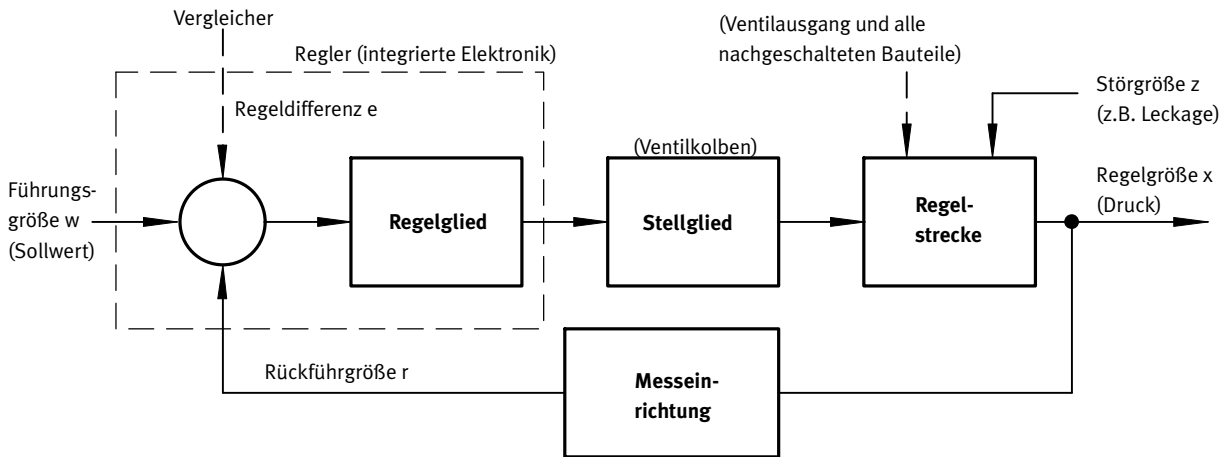 Vergleicher
Regler (integrierte Elektronik)
(Ventilausgang und alle
nachgeschalteten Bauteile)
Störgröße z
(z.B. Leckage)
Regeldifferenz e
(Ventilkolben)
Führungs-
größe w
(Sollwert)
Regelglied
Stellglied
Regel-
strecke
Regelgröße x
(Druck)
Rückführgröße r
Messein-
richtung